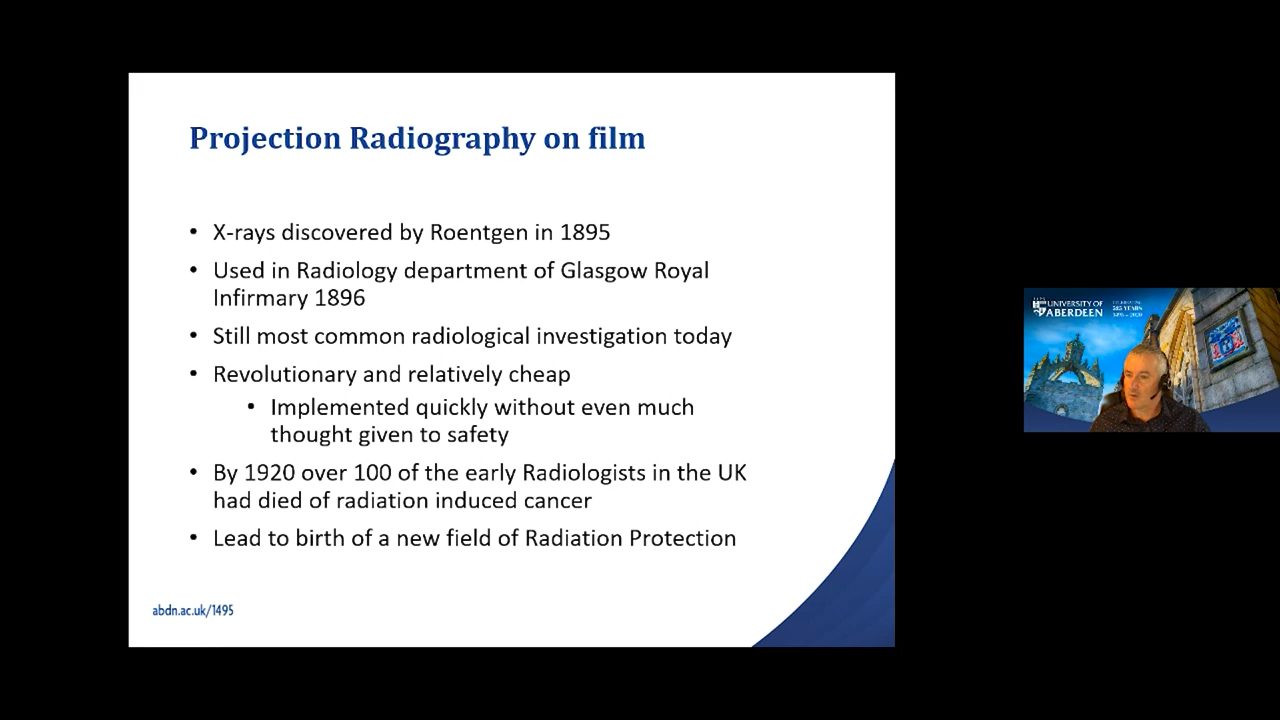 Projection Radiography on film
• X-rays discovered by Roentgen in 1895
• Used in Radiology department of Glasgow Royal
Infirmary 1896
• Still most common radiological investigation today
• Revolutionary and relatively cheap
• Implemented quickly without even much
thought given to safety
• By 1920 over 100 of the early Radiologists in the UK
had died of radiation induced cancer
• Lead to birth of a new field of Radiation Protection
abdn.ac.uk/1495
UNIVERSITY OF
ABERDEEN